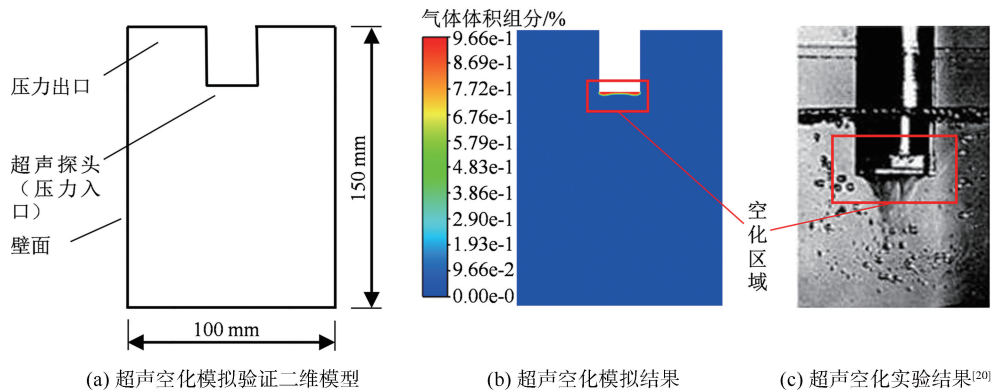 压力出口
超声探头
（压力入
口）
壁面
150 mm
100 mm
(a) 超声空化模拟验证二维模型
气体体积组分/%
9.66e-1
8.69e-1
7.72e-1
6.76e-1
5.79e-1
4.83e-1
3.86e-1
2.90e-1
1.93e-1
9.66e-2
0.00e-0
(b) 超声空化模拟结果
空
化
区
域
(c) 超声空化实验结果[20]